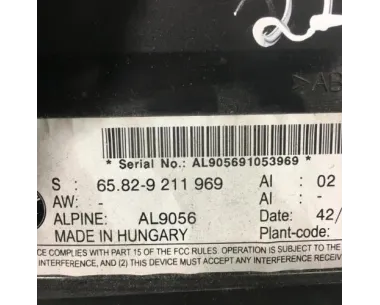 >AB
* Serial No.: AL905691053969 *
S : 65.82-9 211 969 AI : 02
AW: - AI : -
ALPINE: AL9056 Date: 42/
MADE IN HUNGARY Plant-code:
CE COMPLIES WITH PART 15 OF THE FCC RULES. OPERATION IS SUBJECT TO THE
INTERFERENCE, AND (2) THIS DEVICE MUST ACCEPT ANY INTERFERENCE RE